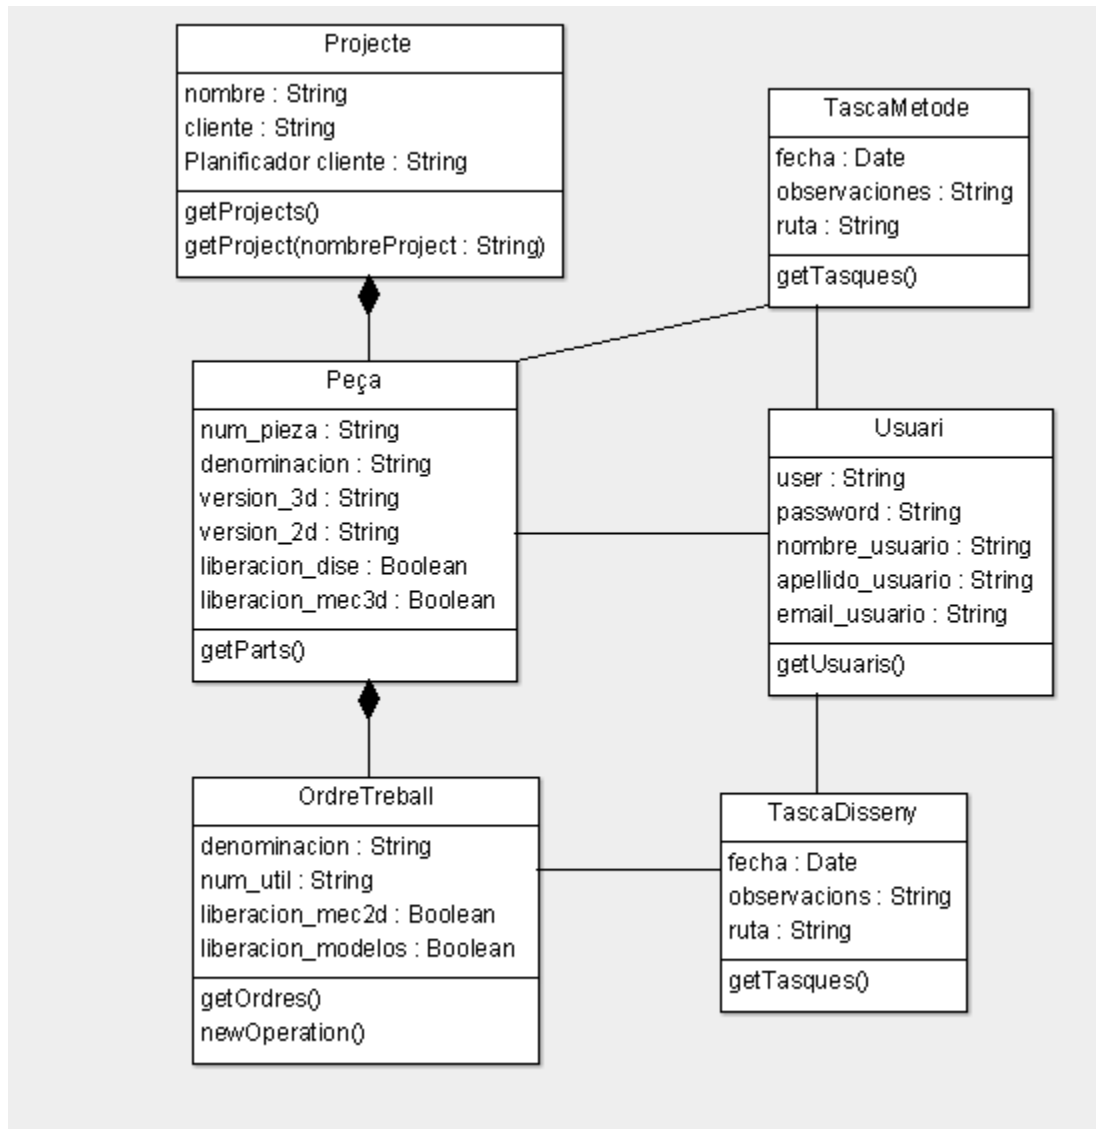 Projecte
nombre : String
cliente : String
Planificador cliente : String
getProjects()
getProject(nombreProject : String)
TascaMetode
fecha : Date
observaciones : String
ruta : String
getTasques()
Peça
num_pieza : String
denominacion : String
version_3d : String
version_2d : String
liberacion_dise : Boolean
liberacion_mec3d : Boolean
getParts()
Usuari
user : String
password : String
nombre_usuario : String
apellido_usuario : String
email_usuario : String
getUsuaris()
OrdreTreball
denominacion : String
num_util : String
liberacion_mec2d : Boolean
liberacion_modelos : Boolean
getOrdres()
newOperation()
TascaDisseny
fecha : Date
observacions : String
ruta : String
getTasques()